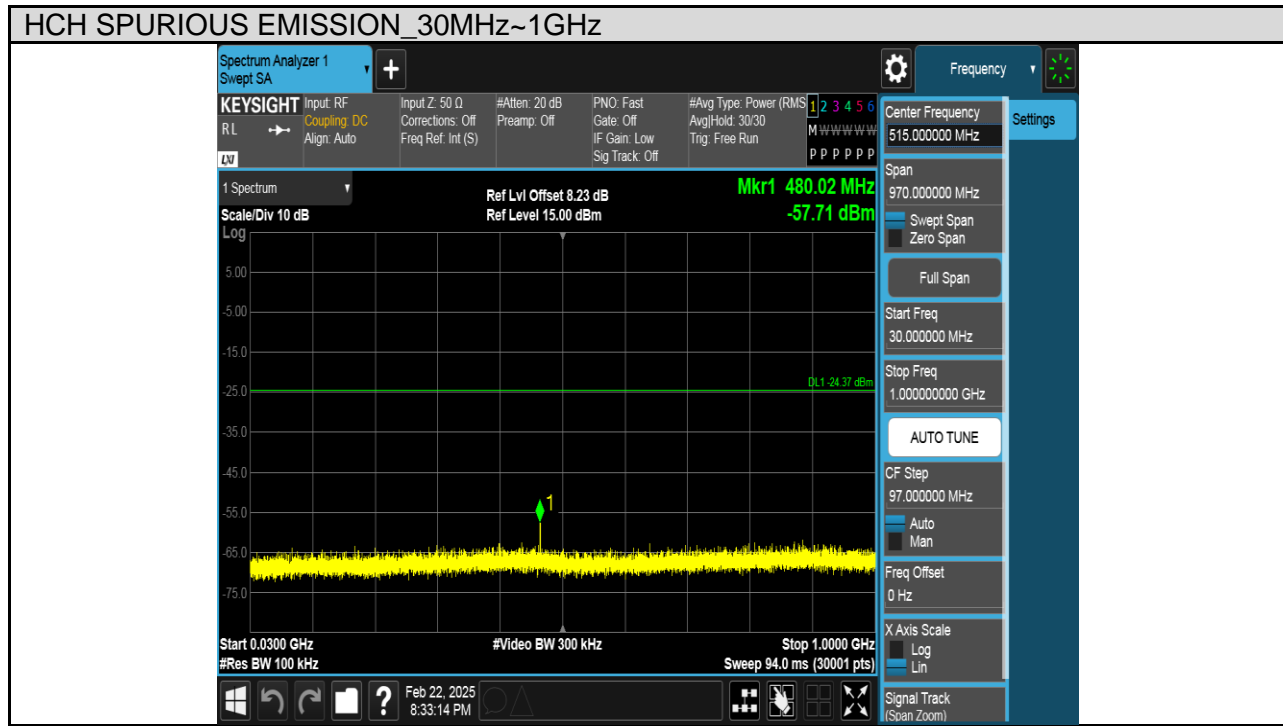 HCH SPURIOUS EMISSION_30MHz~1GHz
Spectrum Analyzer 1
Swept SA
+
Frequency
KEYSIGHT
RL
LXI
Input: RF
Coupling: DC
Align: Auto
Input Z: 50 Ω
Corrections: Off
Freq Ref: Int (S)
#Atten: 20 dB
Preamp: Off
PNO: Fast
Gate: Off
IF Gain: Low
Sig Track: Off
#Avg Type: Power (RMS
Avg|Hold: 30/30
Trig: Free Run
1 2 3 4 5 6
M W W W W W
P P P P P P
1 Spectrum
Scale/Div 10 dB
Ref Lvl Offset 8.23 dB
Ref Level 15.00 dBm
Mkr1 480.02 MHz
-57.71 dBm
Log
5.00
-5.00
-15.0
DL1 -24.37 dBm
-25.0
-35.0
-45.0
1
-55.0
-65.0
-75.0
Start 0.0300 GHz
#Video BW 300 kHz
Stop 1.0000 GHz
#Res BW 100 kHz
Sweep 94.0 ms (30001 pts)
?
Feb 22, 2025
8:33:14 PM
Center Frequency
515.000000 MHz
Settings
Span
970.000000 MHz
Swept Span
Zero Span
Full Span
Start Freq
30.000000 MHz
Stop Freq
1.000000000 GHz
AUTO TUNE
CF Step
97.000000 MHz
Auto
Man
Freq Offset
0 Hz
X Axis Scale
Log
Lin
Signal Track
(Span Zoom)